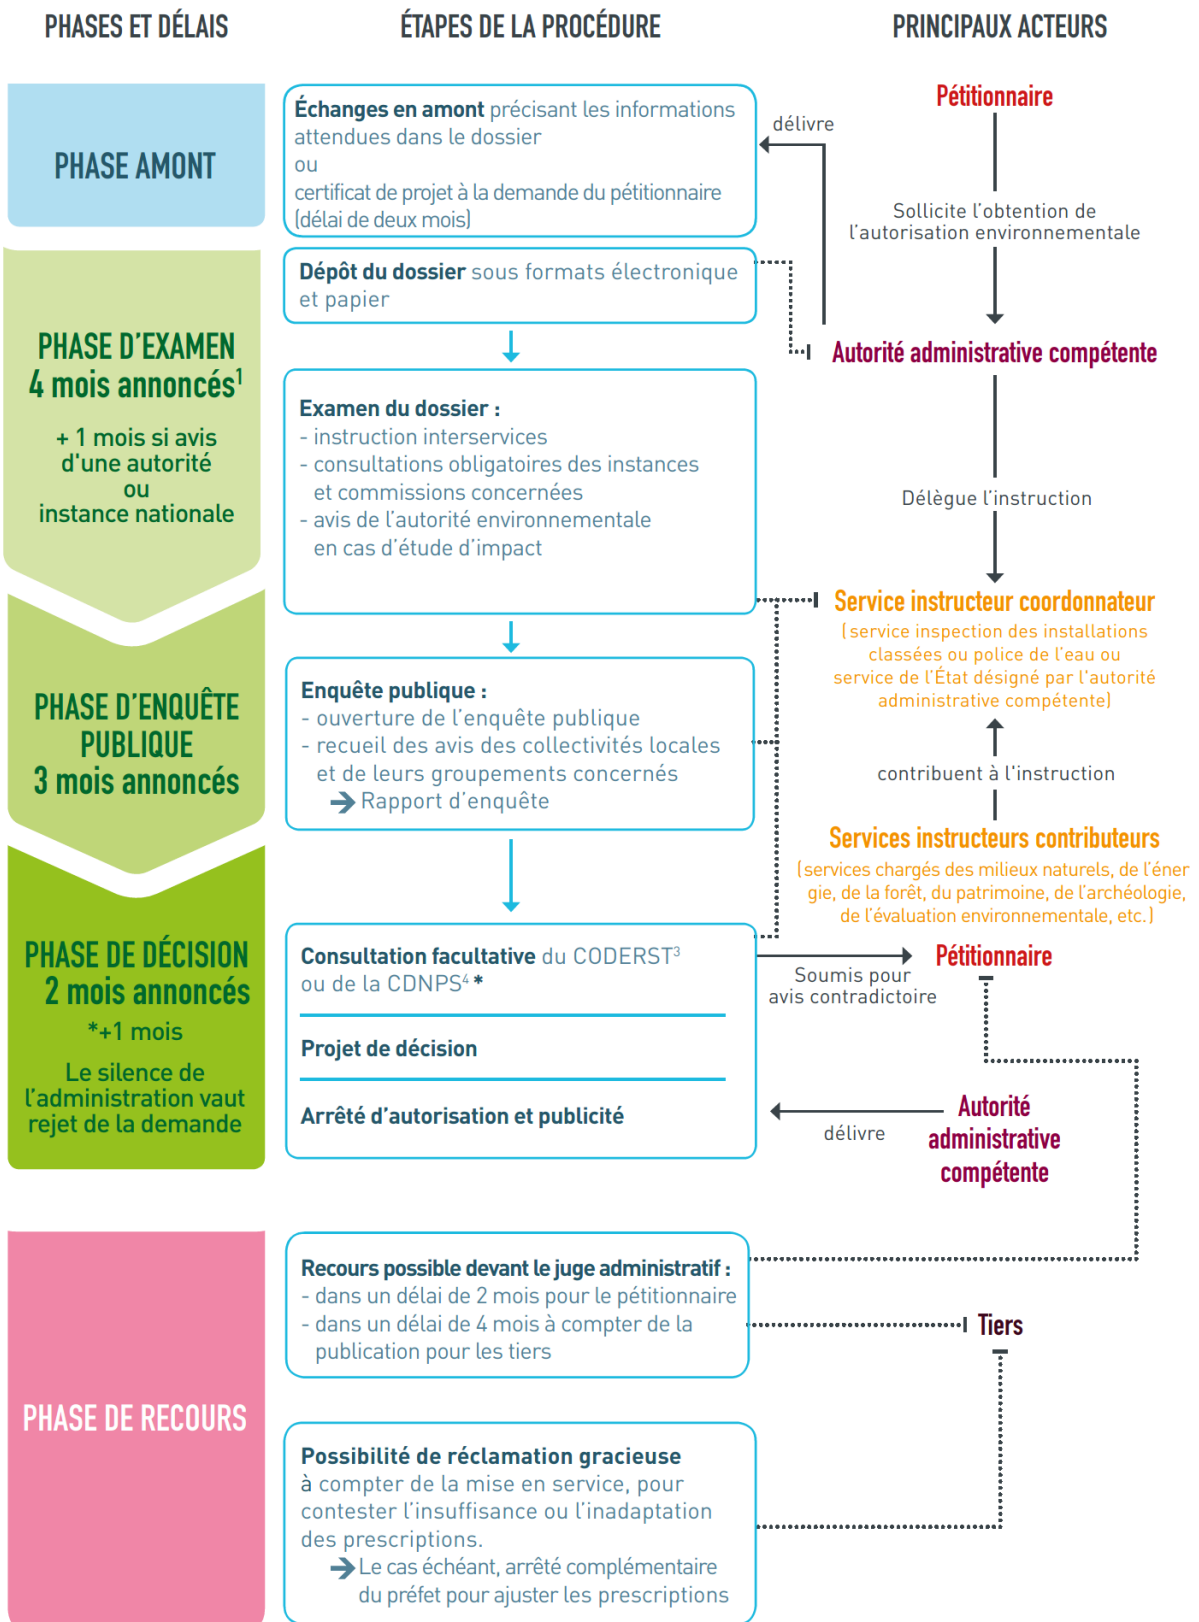 PHASES ET DÉLAIS
ÉTAPES DE LA PROCÉDURE
PRINCIPAUX ACTEURS
PHASE AMONT
Échanges en amont précisant les informations
attendues dans le dossier
ou
certificat de projet à la demande du pétitionnaire
(délai de deux mois)
délivre
Pétitionnaire
Sollicite l'obtention de
l'autorisation environnementale
PHASE D'EXAMEN
4 mois annoncés¹
+ 1 mois si avis
d'une autorité
ou
instance nationale
Dépôt du dossier sous formats électronique
et papier
Autorité administrative compétente
Examen du dossier :
- instruction interservices
- consultations obligatoires des instances
et commissions concernées
- avis de l'autorité environnementale
en cas d'étude d'impact
Délègue l'instruction
Service instructeur coordonnateur
(service inspection des installations
classées ou police de l'eau ou
service de l'État désigné par l'autorité
administrative compétente)
PHASE D'ENQUÊTE
PUBLIQUE
3 mois annoncés
Enquête publique :
- ouverture de l'enquête publique
- recueil des avis des collectivités locales
et de leurs groupements concernés
➔ Rapport d'enquête
contribuent à l'instruction
Services instructeurs contributeurs
(services chargés des milieux naturels, de l'éner
gie, de la forêt, du patrimoine, de l'archéologie,
de l'évaluation environnementale, etc.)
PHASE DE DÉCISION
2 mois annoncés
*+1 mois
Le silence de
l'administration vaut
rejet de la demande
Consultation facultative du CODERST³
ou de la CDNPS⁴ *
Projet de décision
Arrêté d'autorisation et publicité
Soumis pour
avis contradictoire
Pétitionnaire
délivre
Autorité
administrative
compétente
PHASE DE RECOURS
Recours possible devant le juge administratif :
- dans un délai de 2 mois pour le pétitionnaire
- dans un délai de 4 mois à compter de la
publication pour les tiers
Tiers
Possibilité de réclamation gracieuse
à compter de la mise en service, pour
contester l'insuffisance ou l'inadaptation
des prescriptions.
➔ Le cas échéant, arrêté complémentaire
du préfet pour ajuster les prescriptions